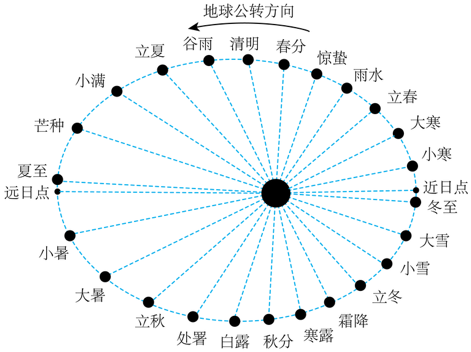 地球公转方向
谷雨
清明
春分
立夏
惊蛰
小满
雨水
立春
芒种
大寒
小寒
夏至
远日点
近日点
冬至
小暑
大雪
大暑
小雪
立秋
立冬
处暑
白露
秋分
寒露
霜降